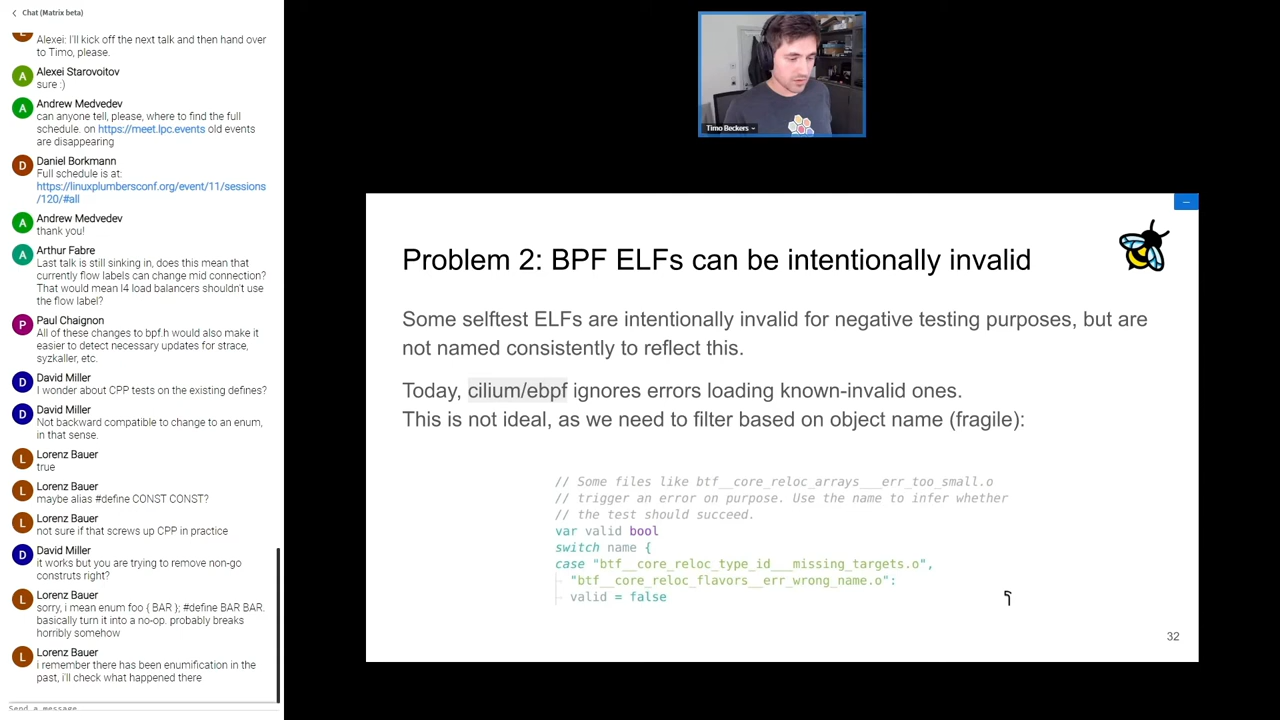 Chat (Matrix beta)
Alexei: I'll kick off the next talk and then hand over
to Timo, please.
A
Alexei Starovoitov
sure :)
A
Andrew Medvedev
can anyone tell, please, where to find the full
schedule. on https://meet.lpc.events old events
are disappearing
D
Daniel Borkmann
Full schedule is at:
https://linuxplumbersconf.org/event/11/sessions
/120/#all
A
Andrew Medvedev
thank you!
A
Arthur Fabre
Last talk is still sinking in, does this mean that
currently flow labels can change mid connection?
That would mean l4 load balancers shouldn't use
the flow label?
P
Paul Chaignon
All of these changes to bpf.h would also make it
easier to detect necessary updates for strace,
syzkaller, etc.
D
David Miller
I wonder about CPP tests on the existing defines?
D
David Miller
Not backward compatible to change to an enum,
in that sense.
L
Lorenz Bauer
true
L
Lorenz Bauer
maybe alias #define CONST CONST?
L
Lorenz Bauer
not sure if that screws up CPP in practice
D
David Miller
it works but you are trying to remove non-go
construts right?
L
Lorenz Bauer
sorry, i mean enum foo { BAR }; #define BAR BAR.
basically turn it into a no-op. probably breaks
horribly somehow
L
Lorenz Bauer
i remember there has been enumification in the
past, i'll check what happened there
Send a message
Timo Beckers
Problem 2: BPF ELFs can be intentionally invalid
Some selftest ELFs are intentionally invalid for negative testing purposes, but are
not named consistently to reflect this.
Today, cilium/ebpf ignores errors loading known-invalid ones.
This is not ideal, as we need to filter based on object name (fragile):
// Some files like btf__core_reloc_arrays___err_too_small.o
// trigger an error on purpose. Use the name to infer whether
// the test should succeed.
var valid bool
switch name {
case "btf__core_reloc_type_id___missing_targets.o",
"btf__core_reloc_flavors__err_wrong_name.o":
valid = false
32